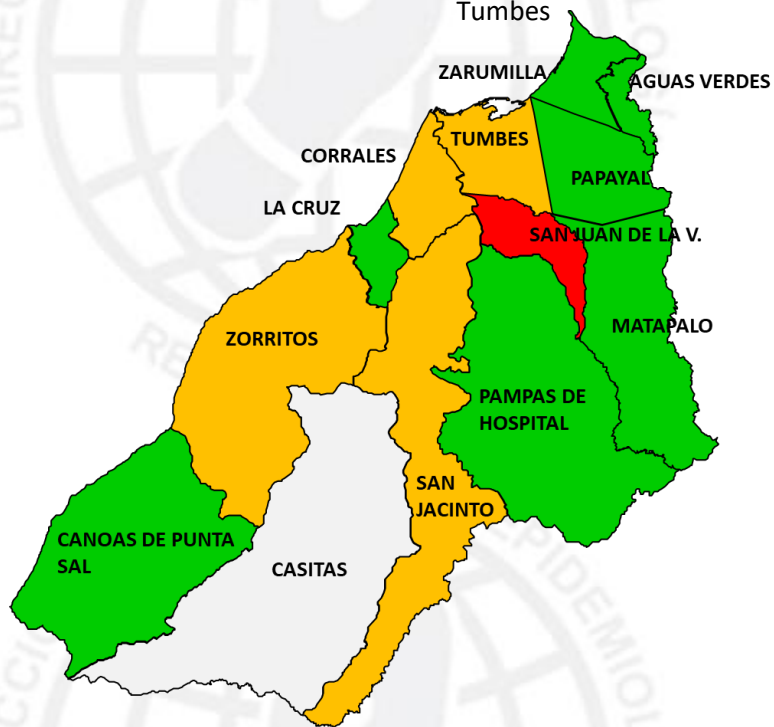 Tumbes
ZARUMILLA
AGUAS VERDES
TUMBES
CORRALES
PAPAYAL
LA CRUZ
SAN JUAN DE LA V.
MATAPALO
ZORRITOS
PAMPAS DE
HOSPITAL
SAN
JACINTO
CANOAS DE PUNTA
SAL
CASITAS